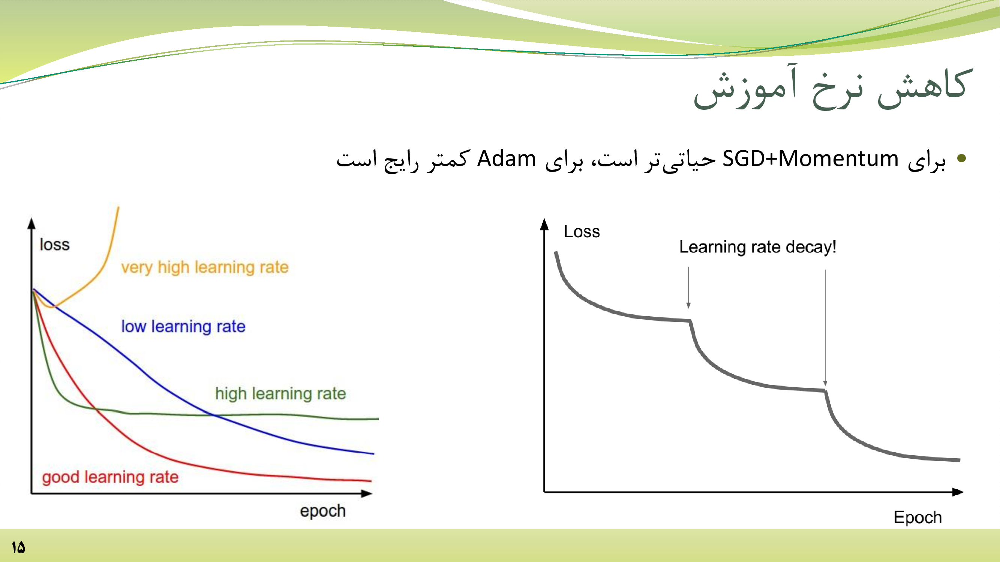 کاهش نرخ آموزش
• برای SGD+Momentum حیاتی‌تر است، برای Adam کمتر رایج است
loss
very high learning rate
low learning rate
high learning rate
good learning rate
epoch
Loss
Learning rate decay!
Epoch
۱۵